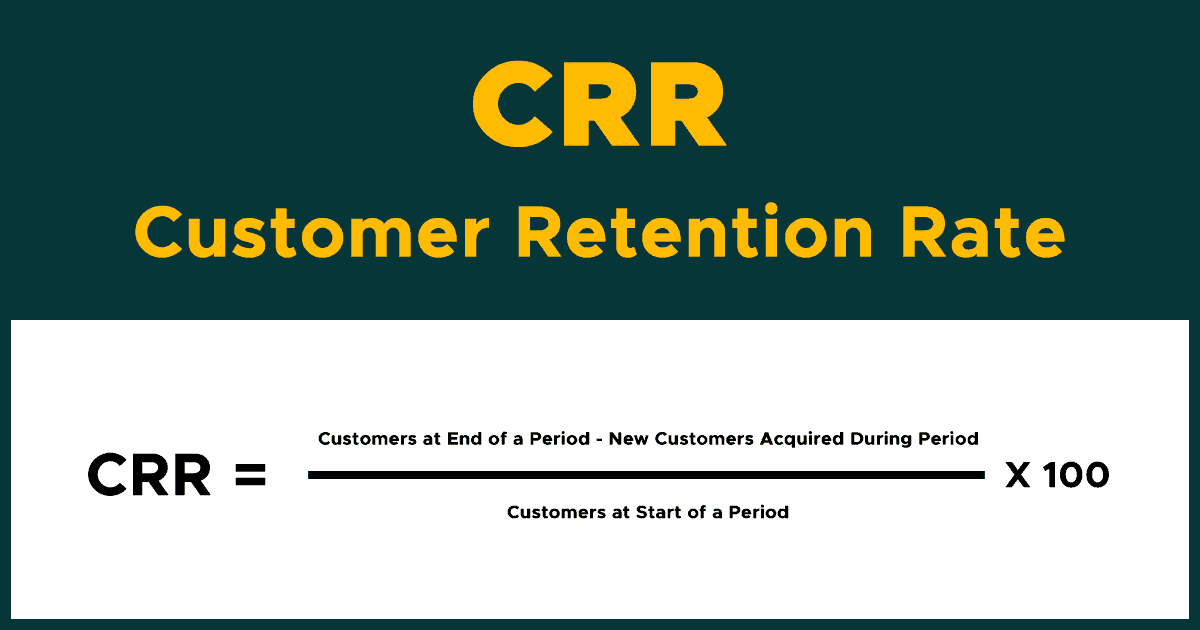 CRR
Customer Retention Rate
Customers at End of a Period - New Customers Acquired During Period
CRR = X 100
Customers at Start of a Period